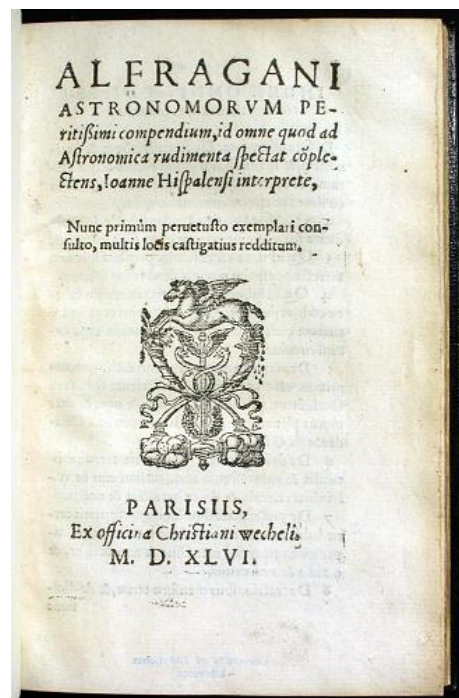 ALFRAGANI
ASTRONOMORVM PE-
ritißimi compendium, id omne quod ad
Astronomica rudimenta spectat cõple-
ctens, Ioanne Hispalensi interprete,
Nunc primùm peruetusto exemplari con-
sulto, multis locis castigatius redditum.
PARISIIS,
Ex officina Christiani wecheli.
M. D. XLVI.